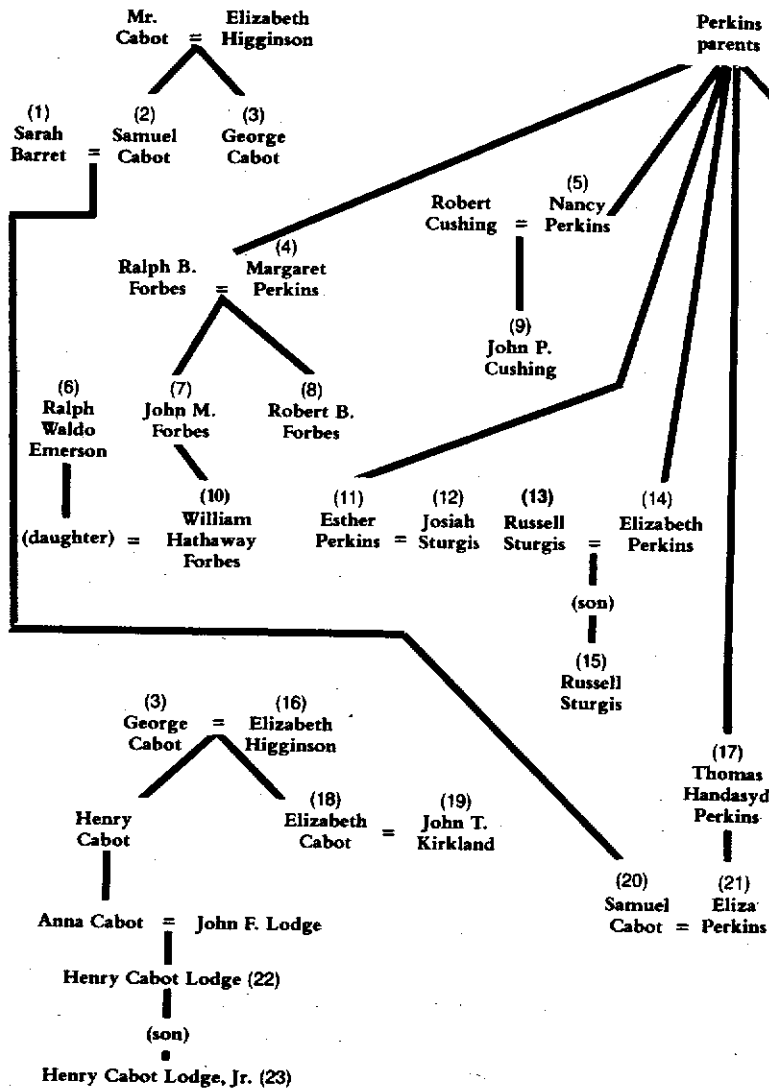 Mr.
Cabot = Elizabeth
Higginson
Perkins
parents
(1)
Sarah
Barret =
(2)
Samuel
Cabot
(3)
George
Cabot
Robert
Cushing =
(5)
Nancy
Perkins
Ralph B.
Forbes =
(4)
Margaret
Perkins
(9)
John P.
Cushing
(6)
Ralph
Waldo
Emerson
(7)
John M.
Forbes
(8)
Robert B.
Forbes
(daughter) =
(10)
William
Hathaway
Forbes
(11)
Esther
Perkins =
(12)
Josiah
Sturgis
(13)
Russell
Sturgis =
(14)
Elizabeth
Perkins
(son)
(15)
Russell
Sturgis
(3)
George
Cabot =
(16)
Elizabeth
Higginson
(17)
Thomas
Handasyd
Perkins
Henry
Cabot
(18)
Elizabeth
Cabot =
(19)
John T.
Kirkland
(20)
Samuel
Cabot =
(21)
Eliza
Perkins
Anna Cabot = John F. Lodge
Henry Cabot Lodge (22)
(son)
Henry Cabot Lodge, Jr. (23)